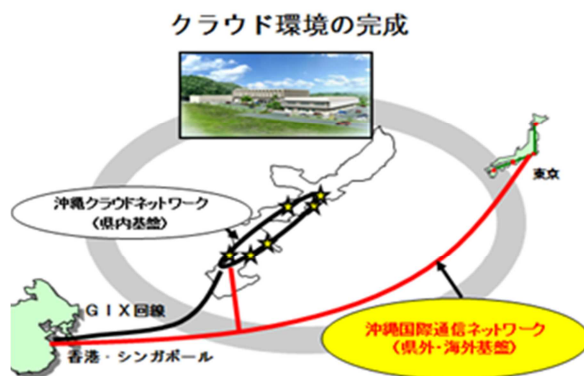 クラウド環境の完成
東京
沖縄クラウドネットワーク
(県内基盤)
GIX回線
香港・シンガポール
沖縄国際通信ネットワーク
(県外・海外基盤)